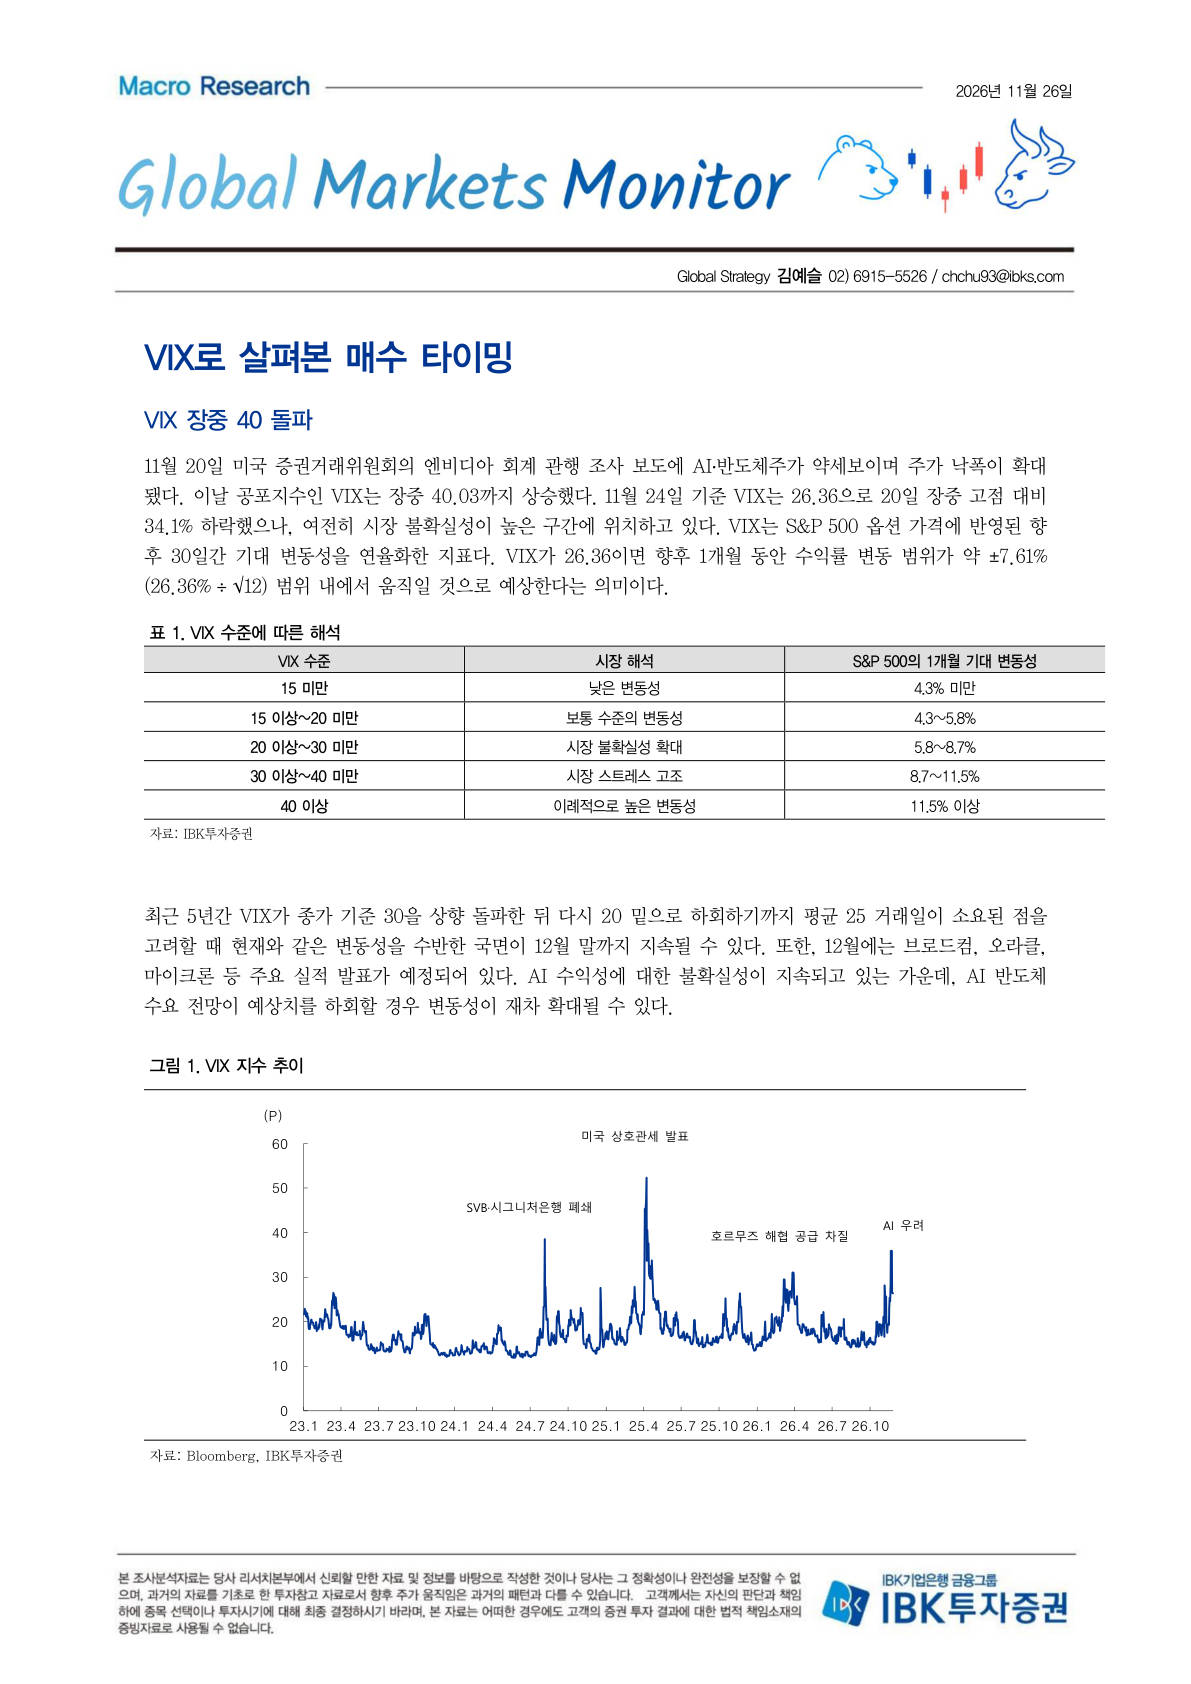 Macro Research
2026년 11월 26일
Global Markets Monitor
Global Strategy 김예슬 02) 6915-5526 / chchu93@ibks.com
VIX로 살펴본 매수 타이밍
VIX 장중 40 돌파
11월 20일 미국 증권거래위원회의 엔비디아 회계 관행 조사 보도에 AI·반도체주가 약세보이며 주가 낙폭이 확대
됐다. 이날 공포지수인 VIX는 장중 40.03까지 상승했다. 11월 24일 기준 VIX는 26.36으로 20일 장중 고점 대비
34.1% 하락했으나, 여전히 시장 불확실성이 높은 구간에 위치하고 있다. VIX는 S&P 500 옵션 가격에 반영된 향
후 30일간 기대 변동성을 연율화한 지표다. VIX가 26.36이면 향후 1개월 동안 수익률 변동 범위가 약 ±7.61%
(26.36% ÷ √12) 범위 내에서 움직일 것으로 예상한다는 의미이다.
표 1. VIX 수준에 따른 해석
VIX 수준 시장 해석 S&P 500의 1개월 기대 변동성
15 미만 낮은 변동성 4.3% 미만
15 이상~20 미만 보통 수준의 변동성 4.3~5.8%
20 이상~30 미만 시장 불확실성 확대 5.8~8.7%
30 이상~40 미만 시장 스트레스 고조 8.7~11.5%
40 이상 이례적으로 높은 변동성 11.5% 이상
자료: IBK투자증권
최근 5년간 VIX가 종가 기준 30을 상향 돌파한 뒤 다시 20 밑으로 하회하기까지 평균 25 거래일이 소요된 점을
고려할 때 현재와 같은 변동성을 수반한 국면이 12월 말까지 지속될 수 있다. 또한, 12월에는 브로드컴, 오라클,
마이크론 등 주요 실적 발표가 예정되어 있다. AI 수익성에 대한 불확실성이 지속되고 있는 가운데, AI 반도체
수요 전망이 예상치를 하회할 경우 변동성이 재차 확대될 수 있다.
그림 1. VIX 지수 추이
(P)
미국 상호관세 발표
60
50
SVB·시그니처은행 폐쇄
AI 우려
호르무즈 해협 공급 차질
40
30
20
10
0
23.1 23.4 23.7 23.10 24.1 24.4 24.7 24.10 25.1 25.4 25.7 25.10 26.1 26.4 26.7 26.10
자료: Bloomberg, IBK투자증권
본 조사분석자료는 당사 리서치본부에서 신뢰할 만한 자료 및 정보를 바탕으로 작성한 것이나 당사는 그 정확성이나 완전성을 보장할 수 없
으며, 과거의 자료를 기초로 한 투자참고 자료로서 향후 주가 움직임은 과거의 패턴과 다를 수 있습니다. 고객께서는 자신의 판단과 책임
하에 종목 선택이나 투자시기에 대해 최종 결정하시기 바라며, 본 자료는 어떠한 경우에도 고객의 증권 투자 결과에 대한 법적 책임소재의
증빙자료로 사용될 수 없습니다.
IBK기업은행 금융그룹
IBK투자증권